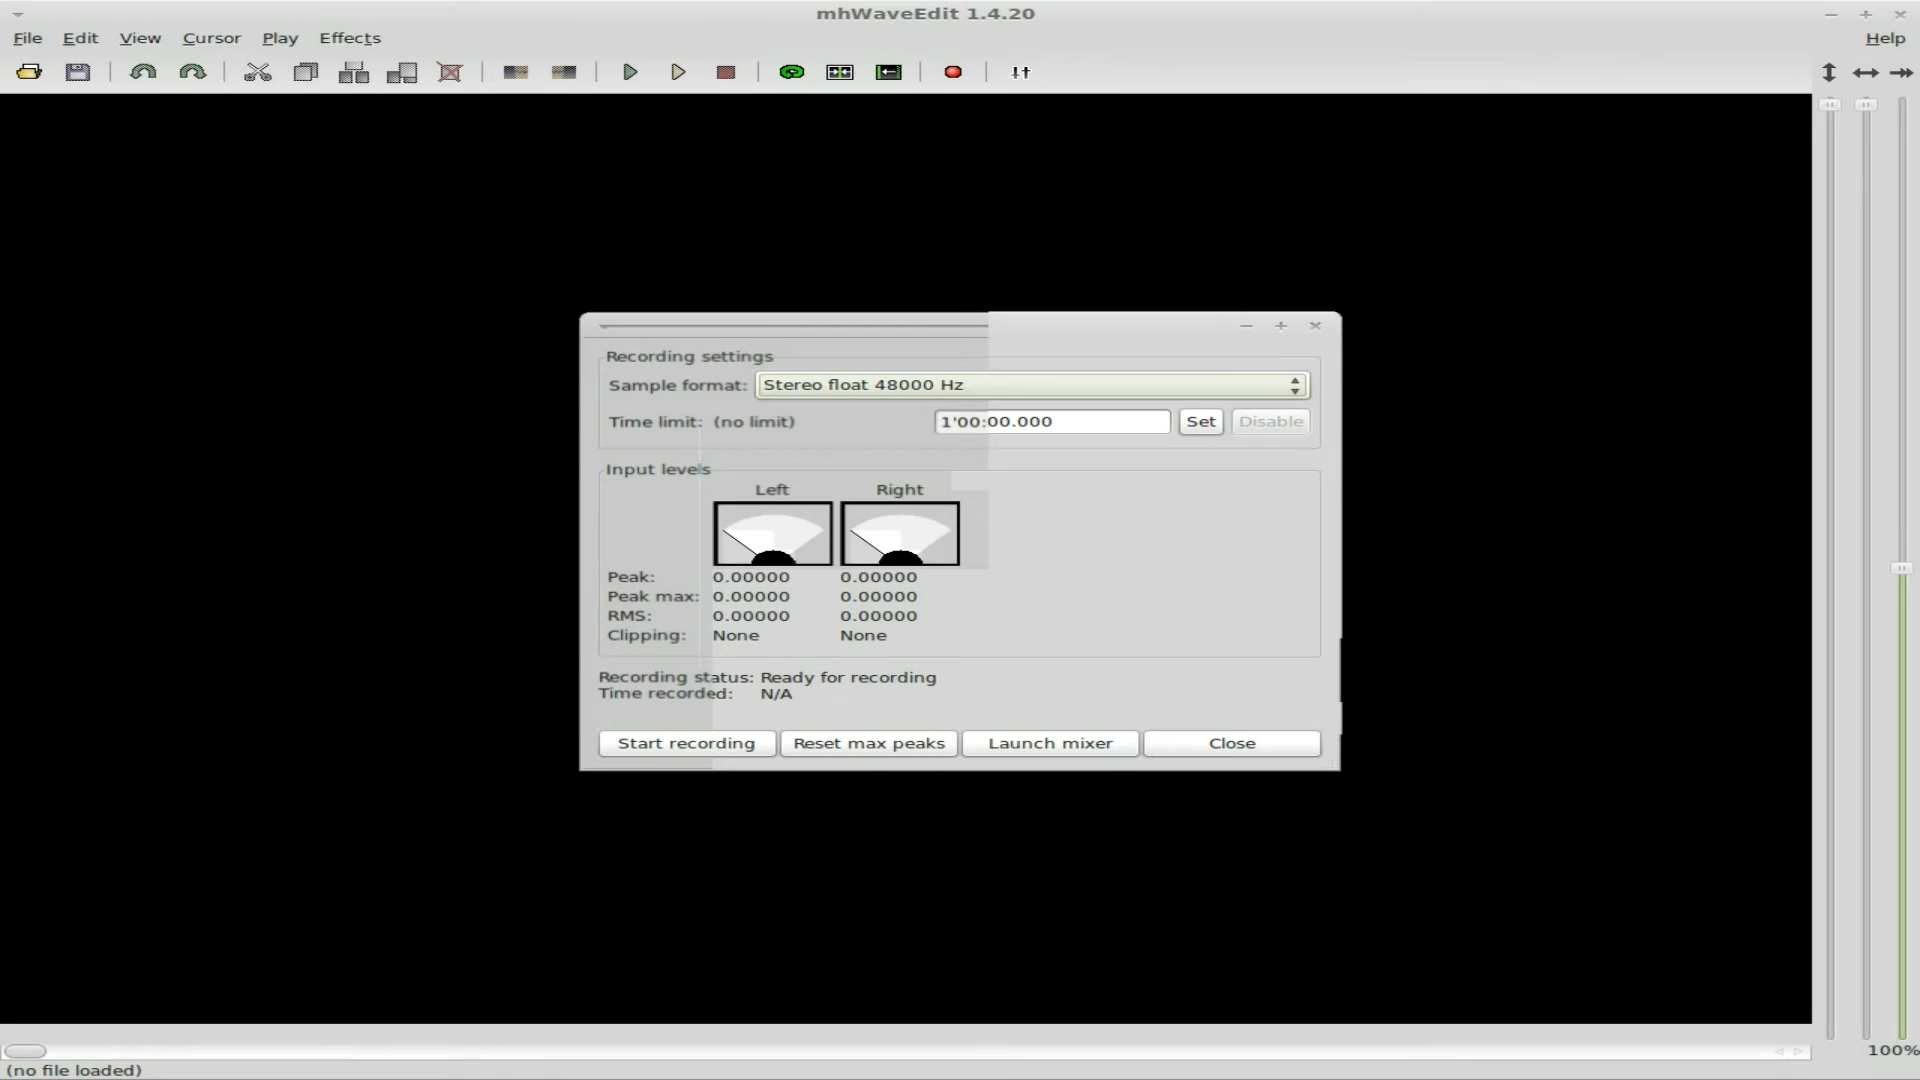 mhWaveEdit 1.4.20
File Edit View Cursor Play Effects Help
Recording settings
Sample format: Stereo float 48000 Hz
Time limit: (no limit) 1'00:00.000 Set Disable
Input levels
Left Right
Peak: 0.00000 0.00000
Peak max: 0.00000 0.00000
RMS: 0.00000 0.00000
Clipping: None None
Recording status: Ready for recording
Time recorded: N/A
Start recording Reset max peaks Launch mixer Close
100%
(no file loaded)